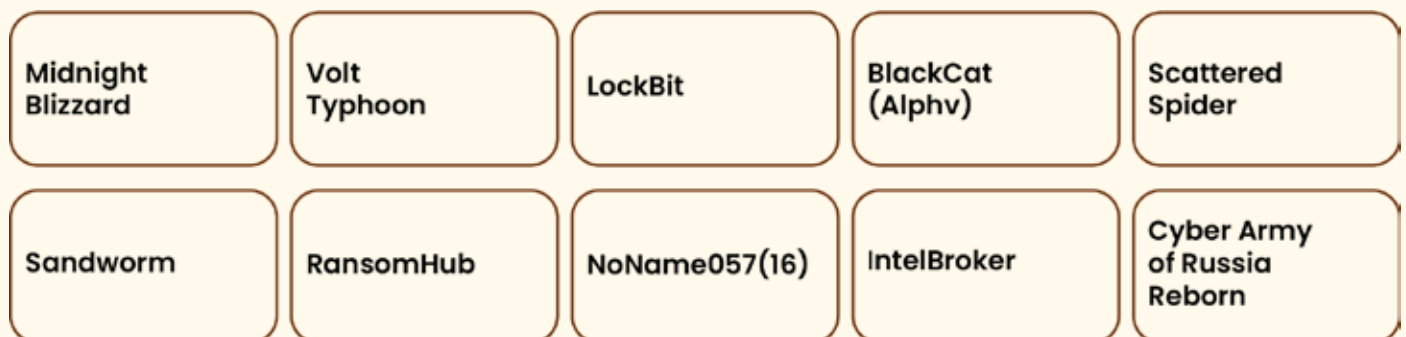 Midnight
Blizzard
Volt
Typhoon
LockBit
BlackCat
(Alphv)
Scattered
Spider
Sandworm
RansomHub
NoName057(16)
IntelBroker
Cyber Army
of Russia
Reborn